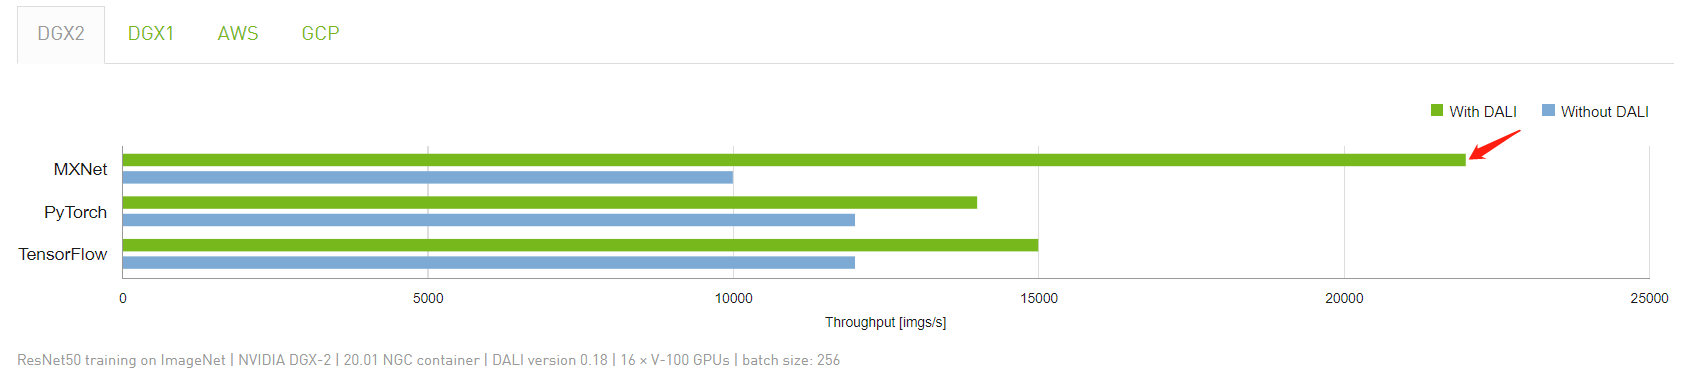 DGX2 DGX1 AWS GCP
With DALI Without DALI
MXNet
PyTorch
TensorFlow
0 5000 10000 15000 20000 25000
Throughput [imgs/s]
ResNet50 training on ImageNet | NVIDIA DGX-2 | 20.01 NGC container | DALI version 0.18 | 16 × V-100 GPUs | batch size: 256